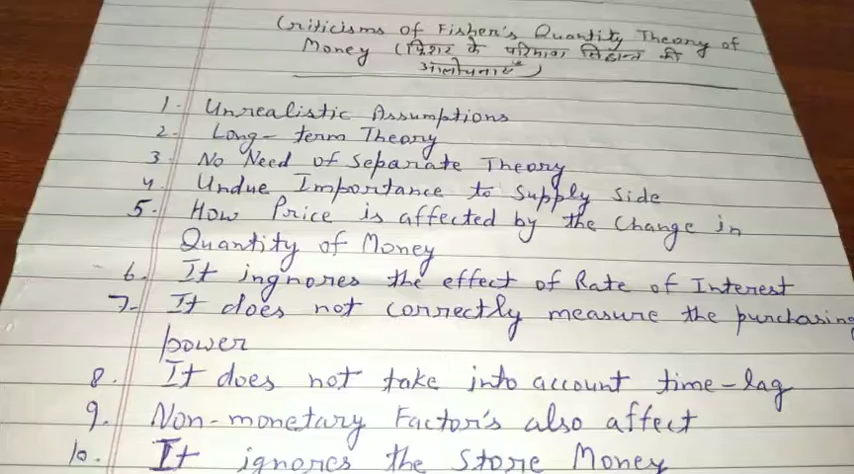 Criticisms of Fisher's Quantity Theory of
Money (फिशर के परिमाण सिद्धान्त की
आलोचनाएं)
1. Unrealistic Assumptions
2. Long-term Theory
3. No Need of Separate Theory
4. Undue Importance to Supply side
5. How Price is affected by the Change in
Quantity of Money
6. It ingnores the effect of Rate of Interest
7. It does not correctly measure the purchasing
power
8. It does not take into account time-lag
9. Non-monetary Factor's also affect
10. It ignores the Store Money